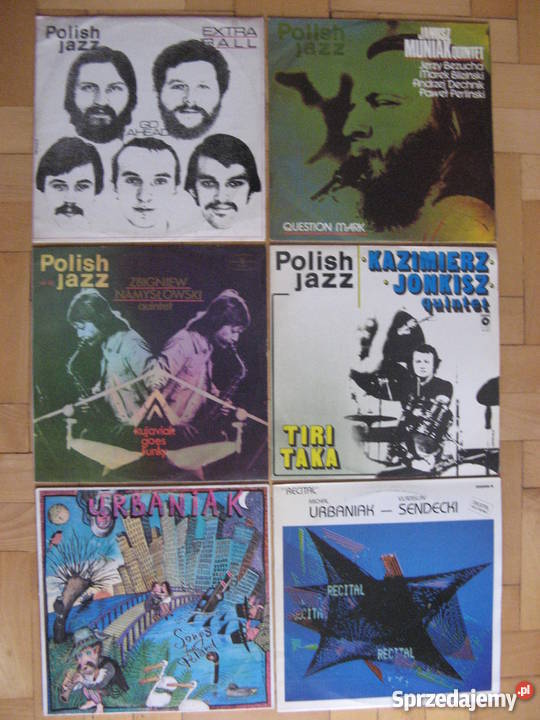 Polish
jazz
EXTRA
BALL
GO
AHEAD
Polish
jazz
JANUSZ
MUNIAK QUINTET
Jerzy Bezucha
Marek Bliziński
Andrzej Dechnik
Paweł Perliński
QUESTION MARK
Polish
jazz
ZBIGNIEW
NAMYSŁOWSKI
quintet
kujaviak
goes
funky
Polish
jazz
·KAZIMIERZ·
·JONKISZ·
quintet
TIRI
TAKA
URBANIAK
Songs
"RECITAL"
MICHAŁ
URBANIAK — SENDECKI
RECITAL
RECITAL
RECITAL
Sprzedajemy.pl